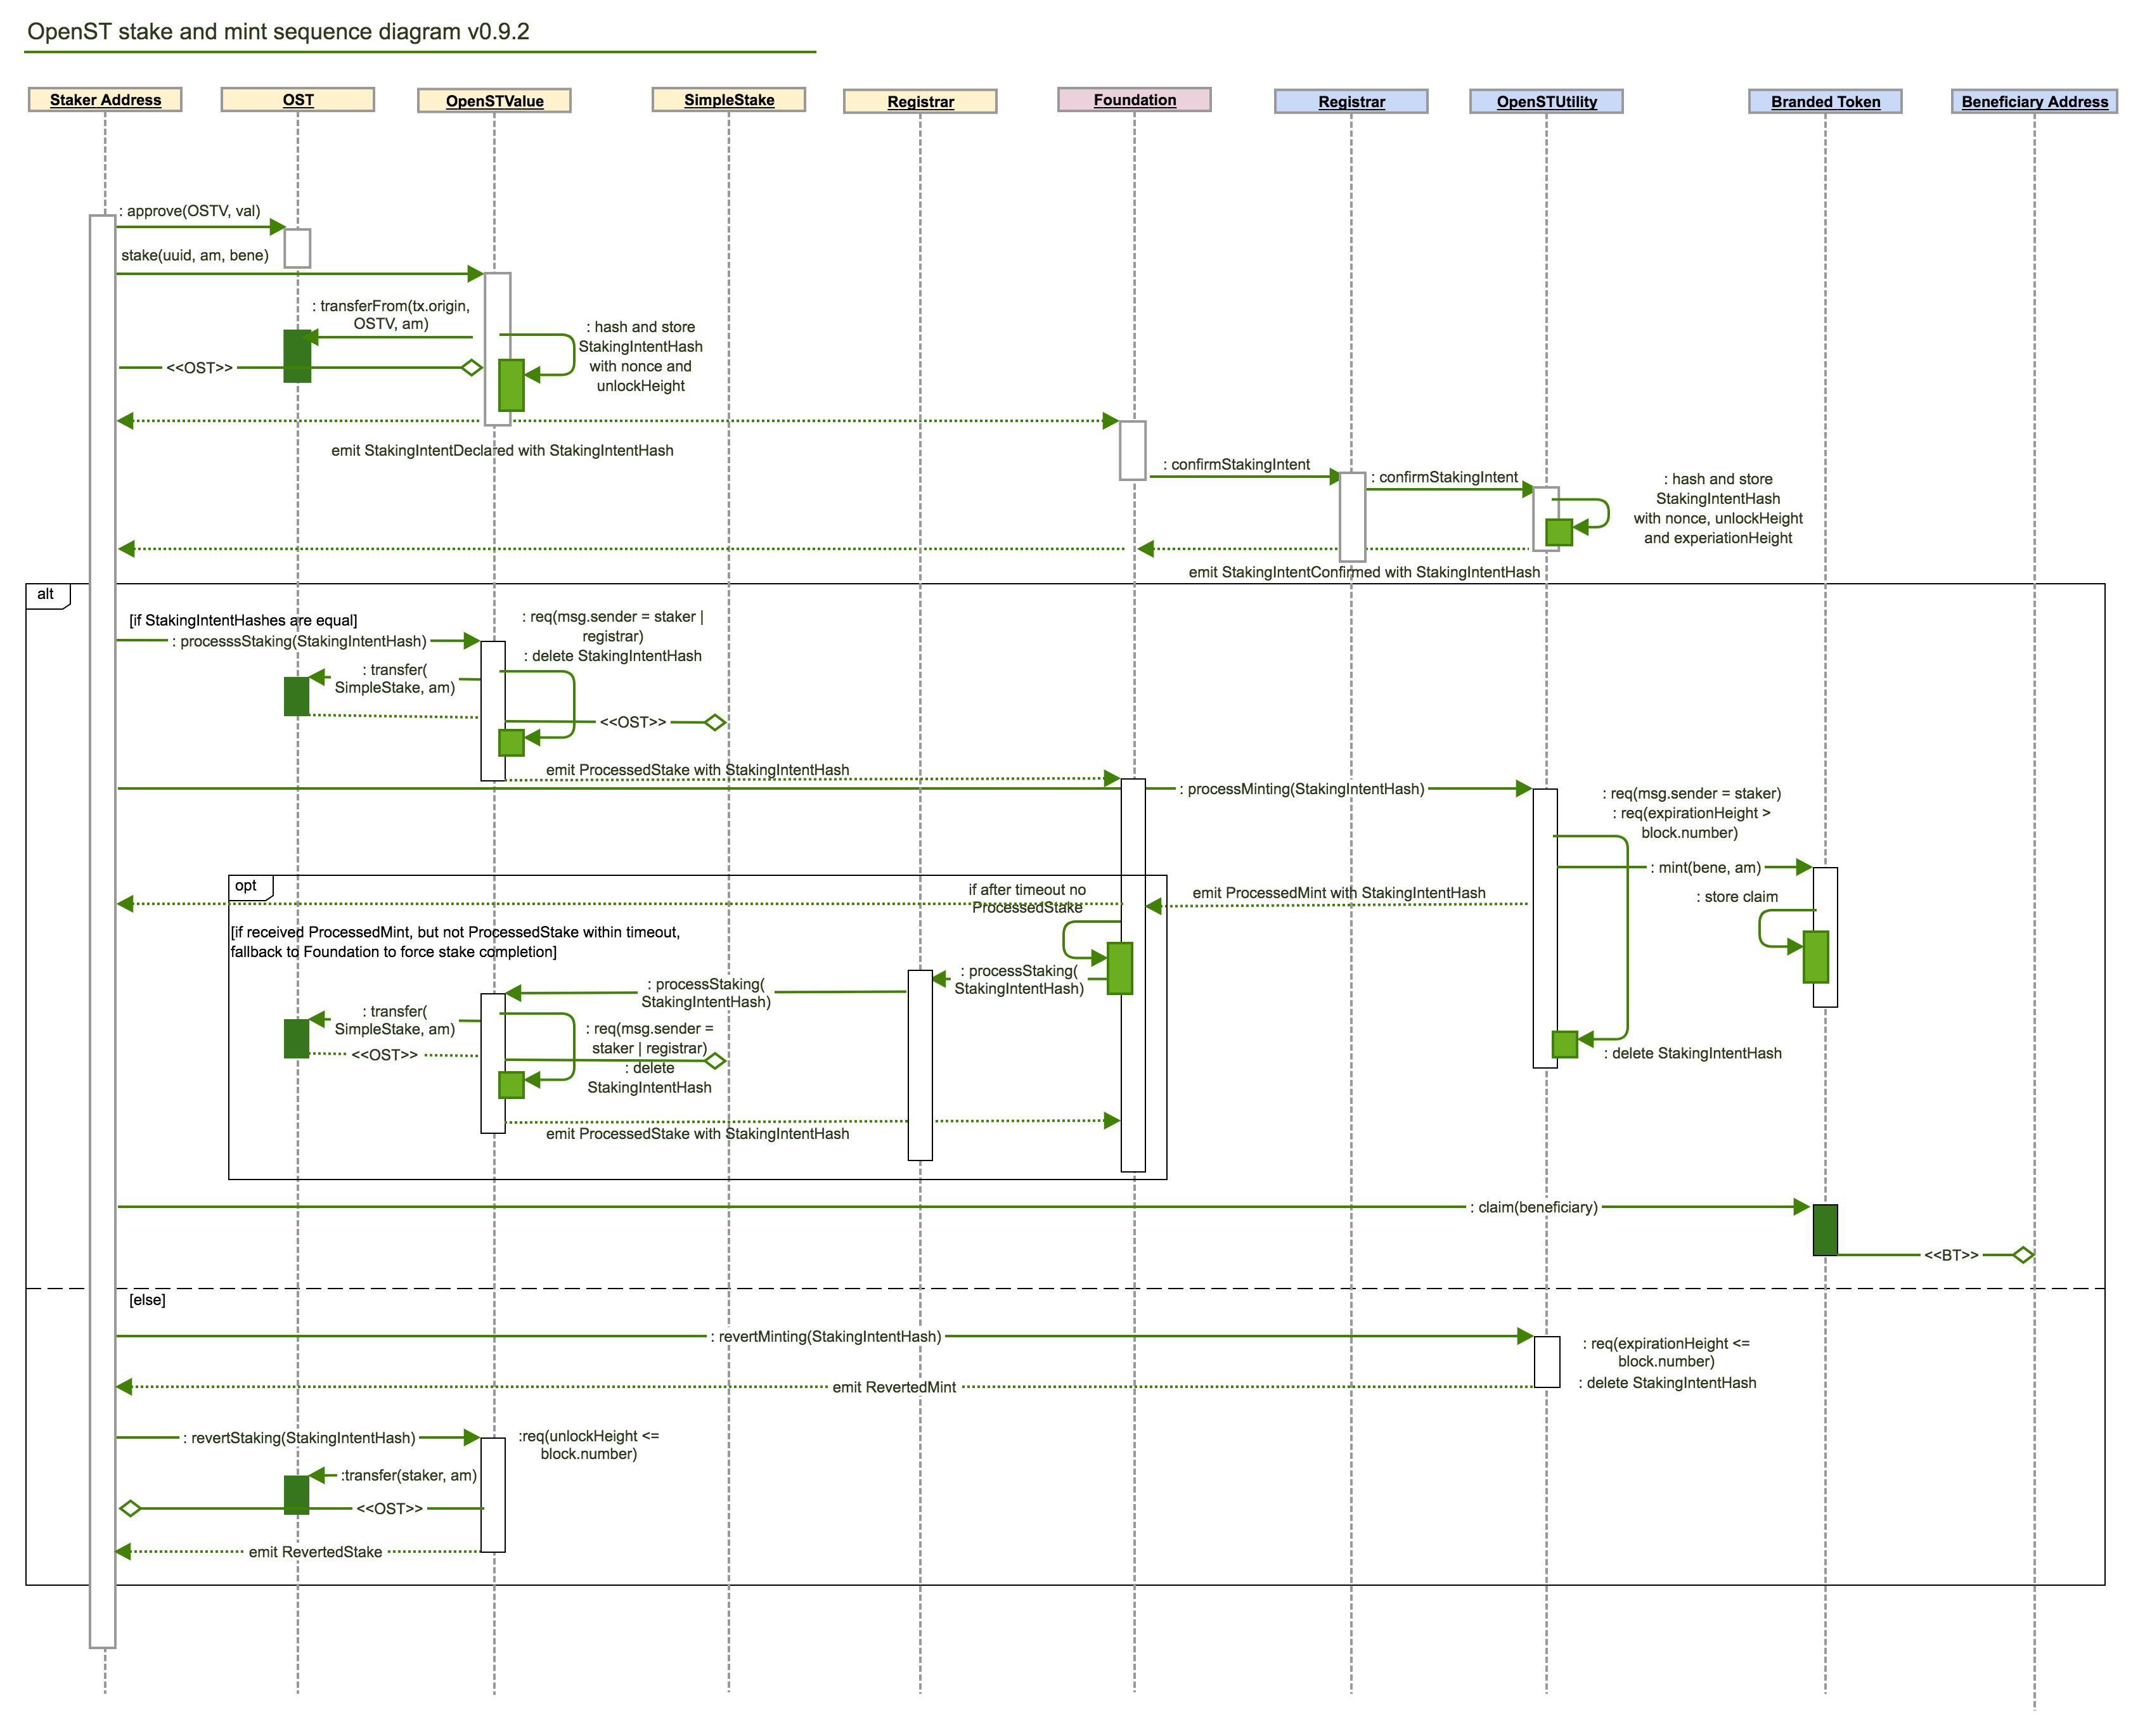 OpenST stake and mint sequence diagram v0.9.2
Staker Address
OST
OpenSTValue
SimpleStake
Registrar
Foundation
Registrar
OpenSTUtility
Branded Token
Beneficiary Address
: approve(OSTV, val)
stake(uuid, am, bene)
: transferFrom(tx.origin,
OSTV, am)
: hash and store
StakingIntentHash
with nonce and
unlockHeight
<<OST>>
emit StakingIntentDeclared with StakingIntentHash
: confirmStakingIntent
: confirmStakingIntent
: hash and store
StakingIntentHash
with nonce, unlockHeight
and experiationHeight
emit StakingIntentConfirmed with StakingIntentHash
alt
[if StakingIntentHashes are equal]
: processsStaking(StakingIntentHash)
: req(msg.sender = staker |
registrar)
: delete StakingIntentHash
: transfer(
SimpleStake, am)
<<OST>>
emit ProcessedStake with StakingIntentHash
: processMinting(StakingIntentHash)
: req(msg.sender = staker)
: req(expirationHeight >
block.number)
: mint(bene, am)
: store claim
opt
if after timeout no
ProcessedStake
emit ProcessedMint with StakingIntentHash
[if received ProcessedMint, but not ProcessedStake within timeout,
fallback to Foundation to force stake completion]
: processStaking(
StakingIntentHash)
: processStaking(
StakingIntentHash)
: transfer(
SimpleStake, am)
: req(msg.sender =
staker | registrar)
<<OST>>
: delete
StakingIntentHash
: delete StakingIntentHash
emit ProcessedStake with StakingIntentHash
: claim(beneficiary)
<<BT>>
[else]
: revertMinting(StakingIntentHash)
: req(expirationHeight <=
block.number)
: delete StakingIntentHash
emit RevertedMint
: revertStaking(StakingIntentHash)
:req(unlockHeight <=
block.number)
:transfer(staker, am)
<<OST>>
emit RevertedStake